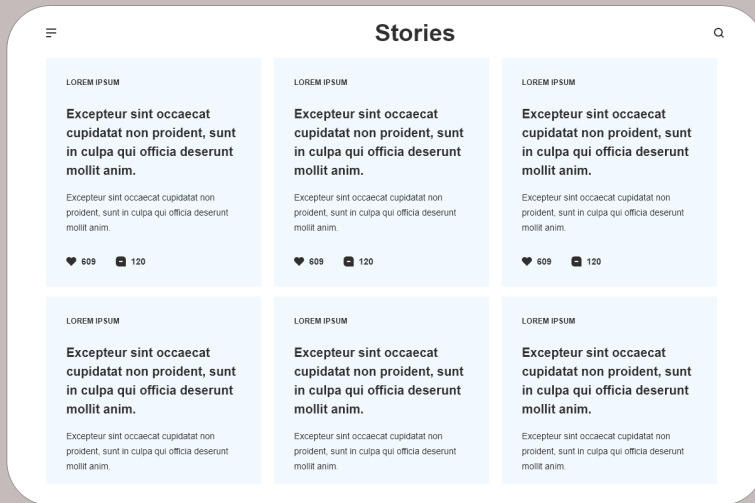 Stories
LOREM IPSUM
Excepteur sint occaecat
cupidatat non proident, sunt
in culpa qui officia deserunt
mollit anim.
Excepteur sint occaecat cupidatat non
proident, sunt in culpa qui officia deserunt
mollit anim.
609 120
LOREM IPSUM
Excepteur sint occaecat
cupidatat non proident, sunt
in culpa qui officia deserunt
mollit anim.
Excepteur sint occaecat cupidatat non
proident, sunt in culpa qui officia deserunt
mollit anim.
609 120
LOREM IPSUM
Excepteur sint occaecat
cupidatat non proident, sunt
in culpa qui officia deserunt
mollit anim.
Excepteur sint occaecat cupidatat non
proident, sunt in culpa qui officia deserunt
mollit anim.
609 120
LOREM IPSUM
Excepteur sint occaecat
cupidatat non proident, sunt
in culpa qui officia deserunt
mollit anim.
Excepteur sint occaecat cupidatat non
proident, sunt in culpa qui officia deserunt
mollit anim.
LOREM IPSUM
Excepteur sint occaecat
cupidatat non proident, sunt
in culpa qui officia deserunt
mollit anim.
Excepteur sint occaecat cupidatat non
proident, sunt in culpa qui officia deserunt
mollit anim.
LOREM IPSUM
Excepteur sint occaecat
cupidatat non proident, sunt
in culpa qui officia deserunt
mollit anim.
Excepteur sint occaecat cupidatat non
proident, sunt in culpa qui officia deserunt
mollit anim.